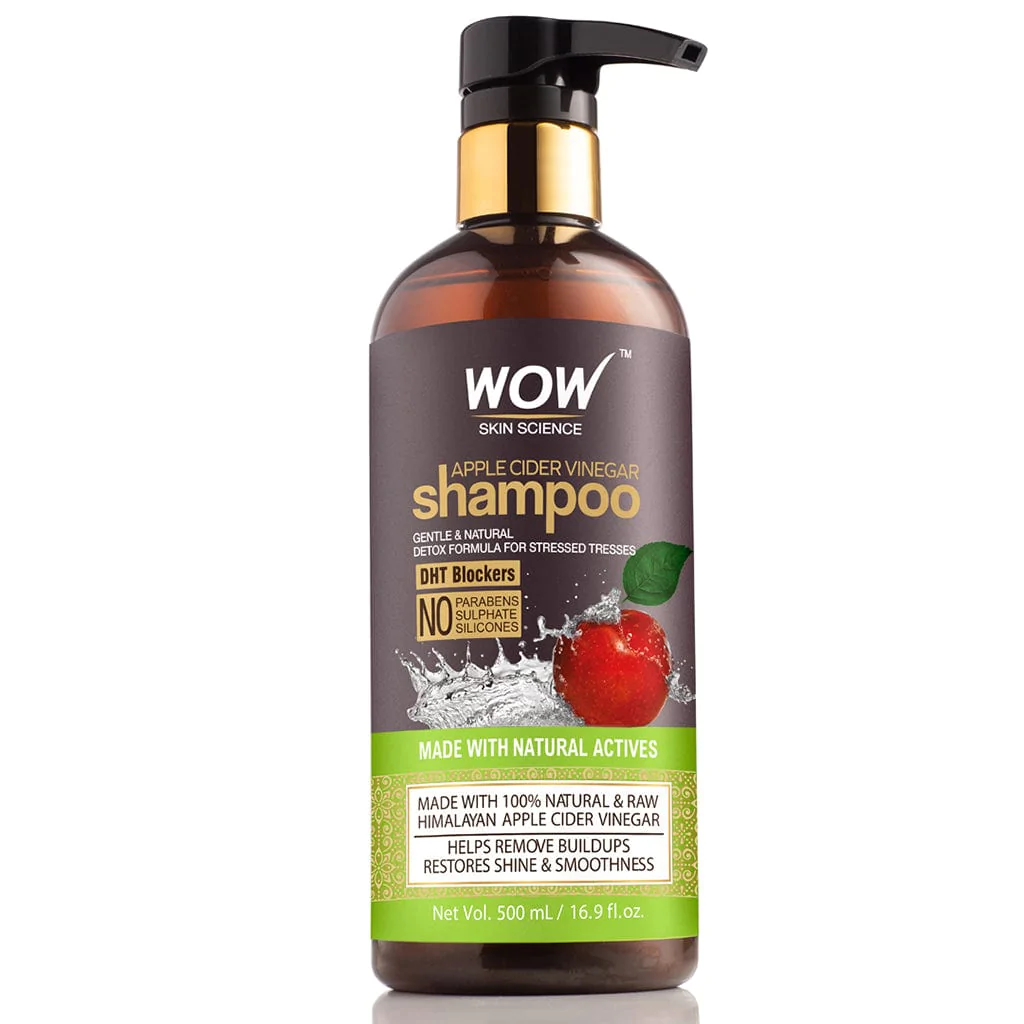 WOW™
SKIN SCIENCE
APPLE CIDER VINEGAR
shampoo
GENTLE & NATURAL
DETOX FORMULA FOR STRESSED TRESSES
DHT Blockers
NO PARABENS
SULPHATE
SILICONES
MADE WITH NATURAL ACTIVES
MADE WITH 100% NATURAL & RAW
HIMALAYAN APPLE CIDER VINEGAR
HELPS REMOVE BUILDUPS
RESTORES SHINE & SMOOTHNESS
Net Vol. 500 mL / 16.9 fl.oz.